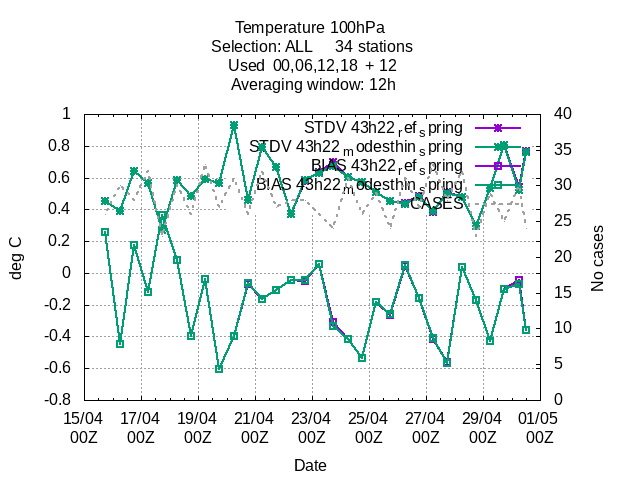 Temperature 100hPa
Selection: ALL     34 stations
Used  00,06,12,18  + 12
Averaging window: 12h
STDV 43h22_ref_spring
STDV 43h22_modesthin_spring
BIAS 43h22_ref_spring
BIAS 43h22_modesthin_spring
CASES
1
0.8
0.6
0.4
0.2
0
-0.2
-0.4
-0.6
-0.8
deg C
40
35
30
25
20
15
10
5
0
No cases
15/04 17/04 19/04 21/04 23/04 25/04 27/04 29/04 01/05
00Z 00Z 00Z 00Z 00Z 00Z 00Z 00Z 00Z
Date